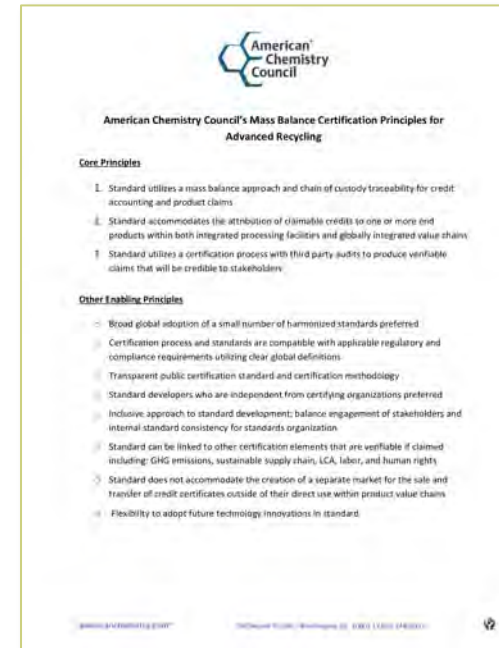 American®
Chemistry
Council
American Chemistry Council's Mass Balance Certification Principles for
Advanced Recycling
Core Principles
1. Standard utilizes a mass balance approach and chain of custody traceability for credit
accounting and product claims
2. Standard accommodates the attribution of claimable credits to one or more end
products within both integrated processing facilities and globally integrated value chains
3. Standard utilizes a certification process with third party audits to produce verifiable
claims that will be credible to stakeholders
Other Enabling Principles
Broad global adoption of a small number of harmonized standards preferred
Certification process and standards are compatible with applicable regulatory and
compliance requirements utilizing clear global definitions
Transparent public certification standard and certification methodology
Standard developers who are independent from certifying organizations preferred
Inclusive approach to standard development; balance engagement of stakeholders and
internal standard consistency for standards organization
Standard can be linked to other certification elements that are verifiable if claimed
including: GHG emissions, sustainable supply chain, LCA, labor, and human rights
Standard does not accommodate the creation of a separate market for the sale and
transfer of credit certificates outside of their direct use within product value chains
Flexibility to adopt future technology innovations in standard
americanchemistry.com